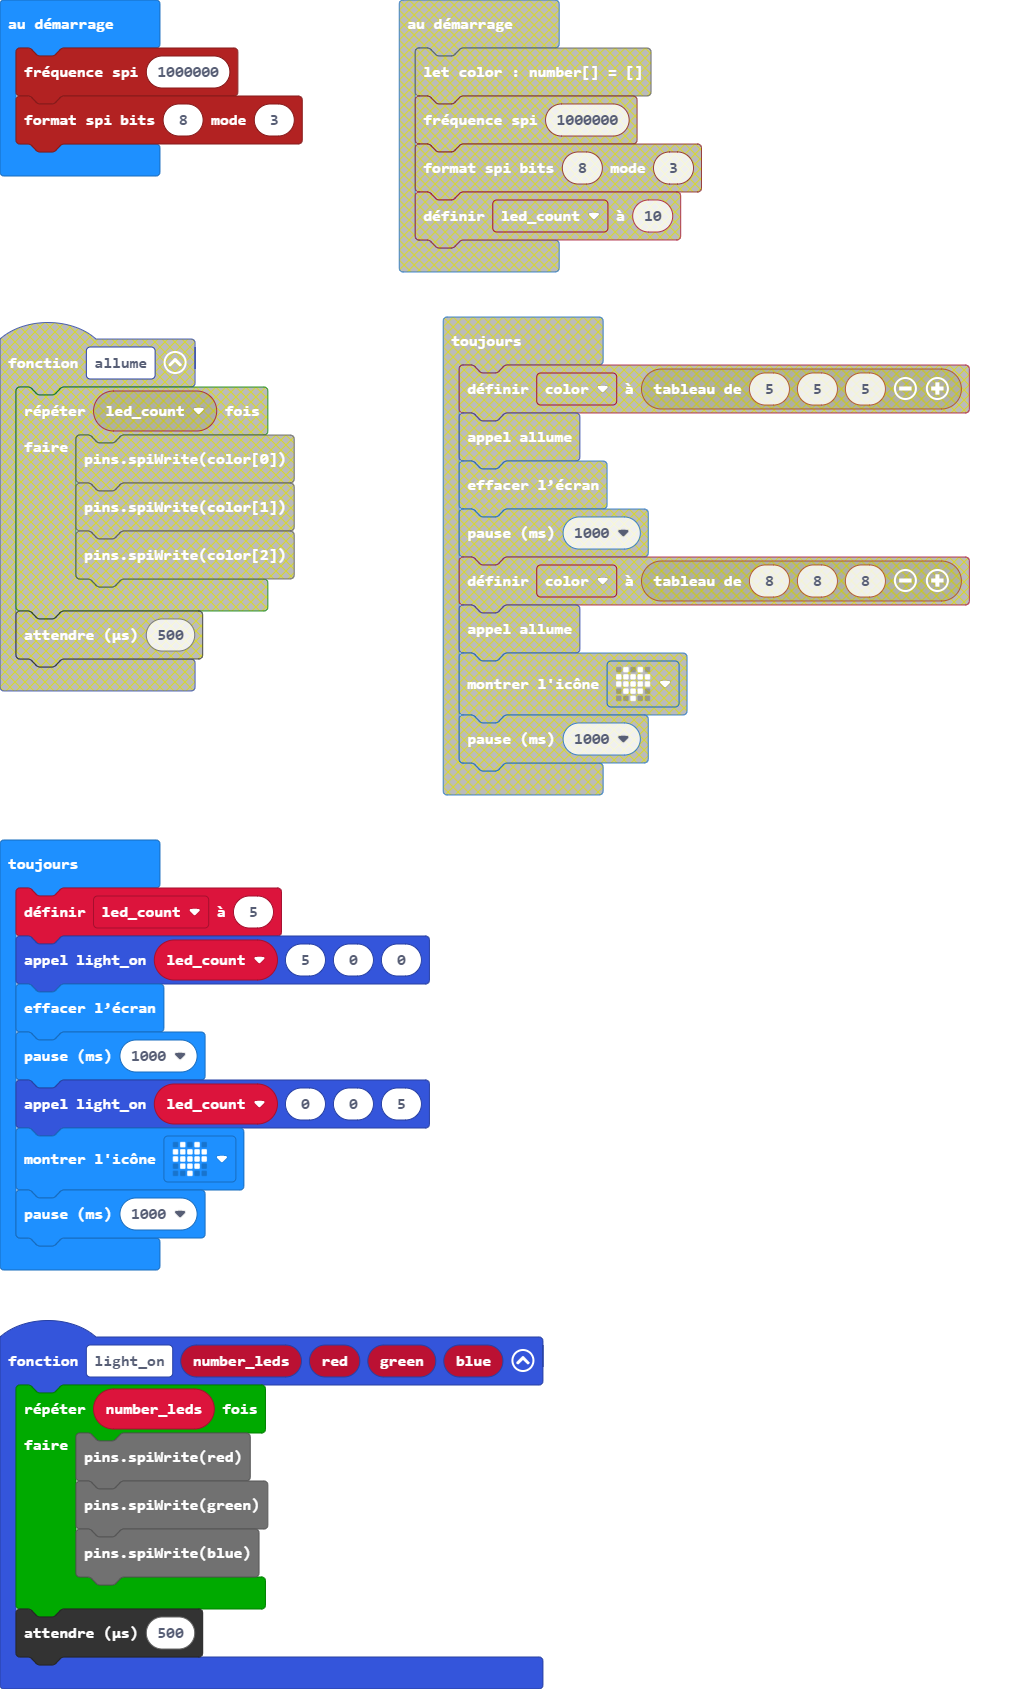 au démarrage
fréquence spi 1000000
format spi bits 8 mode 3
au démarrage
let color : number[] = []
fréquence spi 1000000
format spi bits 8 mode 3
définir led_count à 10
fonction allume
répéter led_count fois
faire
pins.spiWrite(color[0])
pins.spiWrite(color[1])
pins.spiWrite(color[2])
attendre (µs) 500
toujours
définir color à tableau de 5 5 5
appel allume
effacer l’écran
pause (ms) 1000
définir color à tableau de 8 8 8
appel allume
montrer l'icône
pause (ms) 1000
toujours
définir led_count à 5
appel light_on led_count 5 0 0
effacer l’écran
pause (ms) 1000
appel light_on led_count 0 0 5
montrer l'icône
pause (ms) 1000
fonction light_on number_leds red green blue
répéter number_leds fois
faire
pins.spiWrite(red)
pins.spiWrite(green)
pins.spiWrite(blue)
attendre (µs) 500